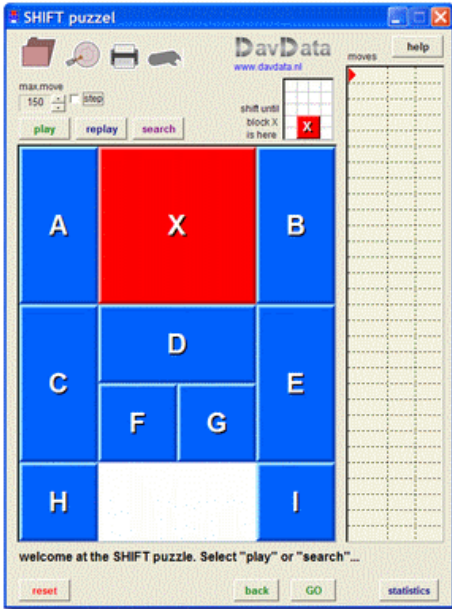 SHIFT puzzel
DavData
www.davdata.nl
moves
help
max.move
150
step
shift until
block X
is here
X
play
replay
search
A
X
B
C
D
E
F
G
H
I
welcome at the SHIFT puzzle. Select "play" or "search"...
reset
back
GO
statistics